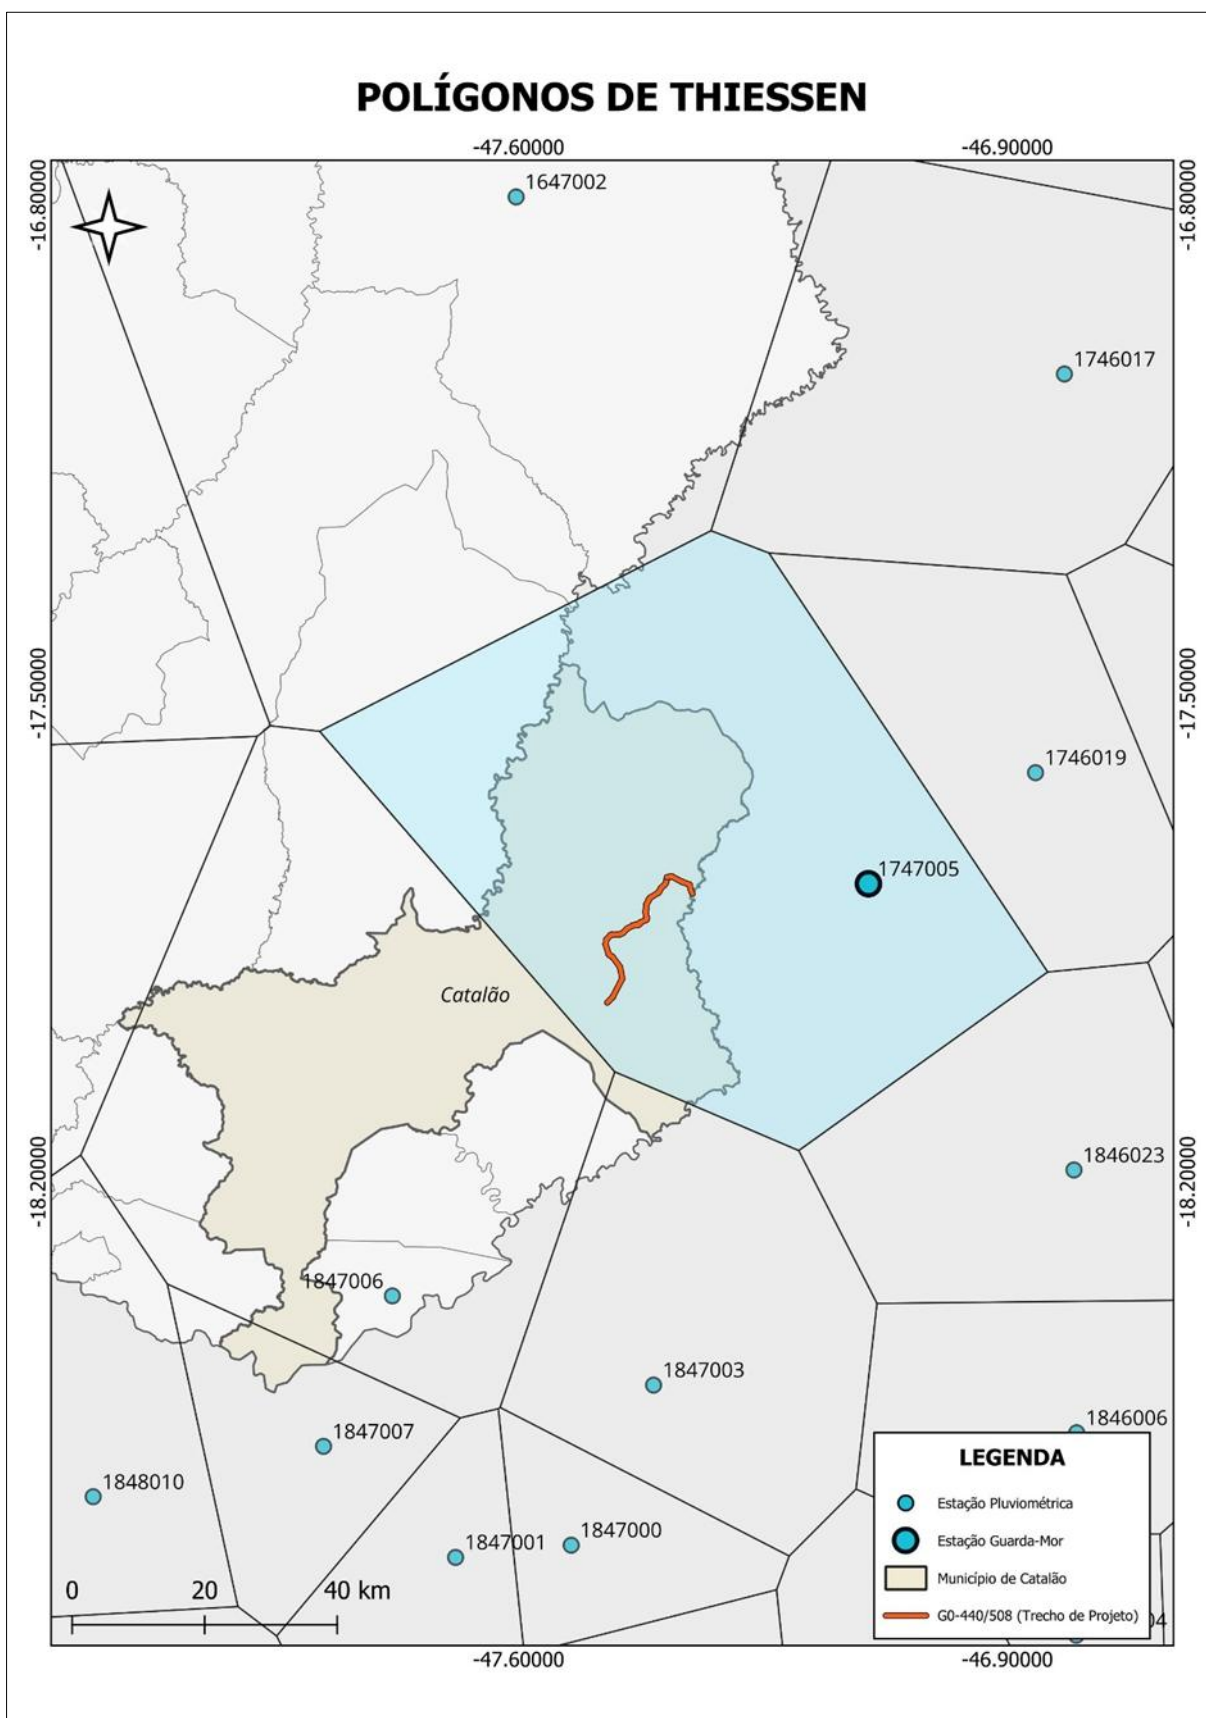 POLÍGONOS DE THIESSEN
-47.60000
-46.90000
-16.80000
-16.80000
1647002
1746017
-17.50000
-17.50000
1746019
1747005
Catalão
1846023
-18.20000
-18.20000
1847006
1847003
1847007
1846006
LEGENDA
1848010
Estação Pluviométrica
1847001
1847000
Estação Guarda-Mor
Município de Catalão
0 20 40 km
G0-440/508 (Trecho de Projeto)
-47.60000
-46.90000